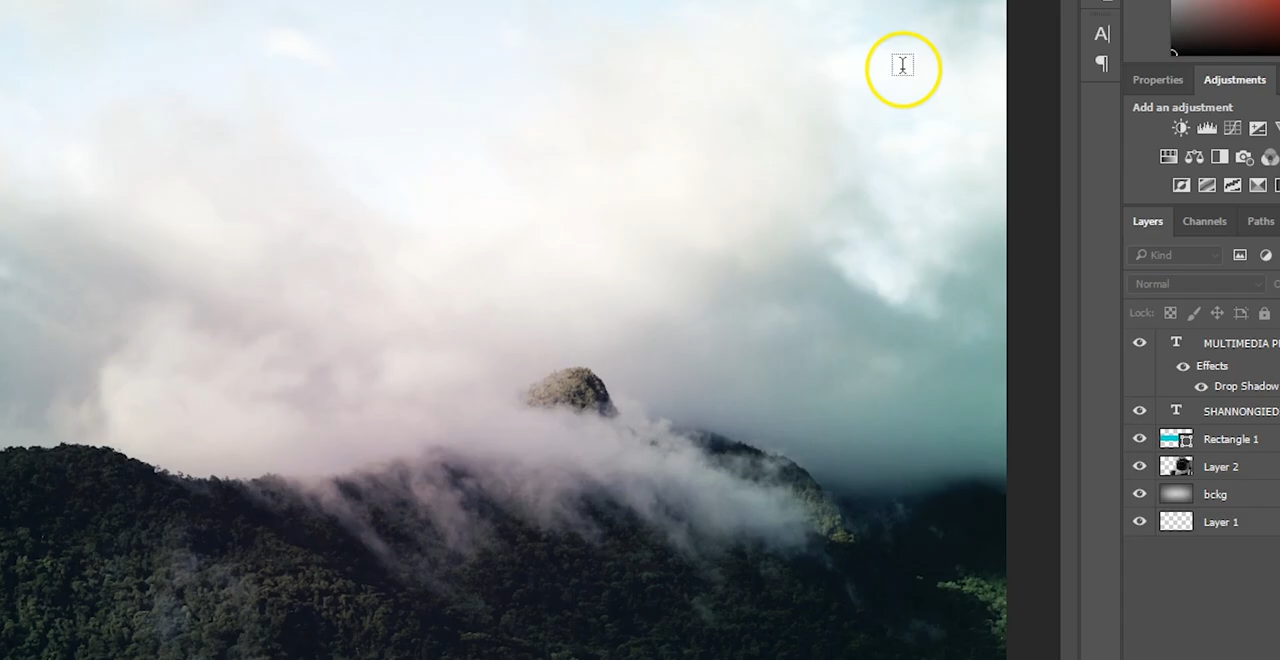 A|
Properties Adjustments
Add an adjustment
Layers Channels Paths
Kind
Normal
Lock:
T MULTIMEDIA
Effects
Drop Shadow
T SHANNONGIED
Rectangle 1
Layer 2
bckg
Layer 1